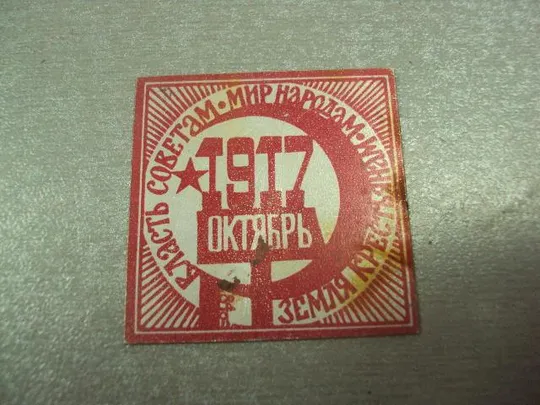 ВЛАСТЬ СОВЕТАМ • МИР НАРОДАМ • ЗЕМЛЯ
1917
ОКТЯБРЬ